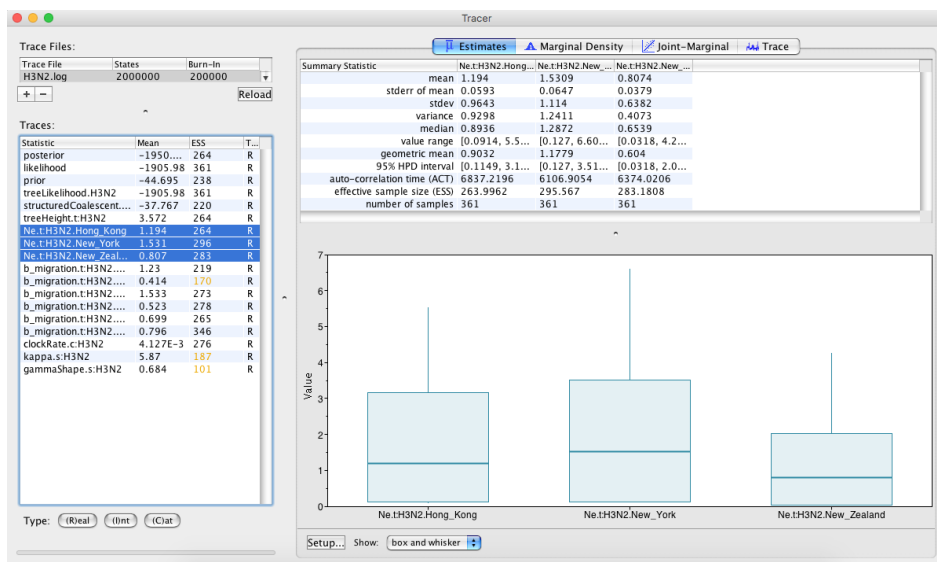 Tracer
Trace Files:
Trace File States Burn-In
H3N2.log 2000000 200000
+ − Reload
Traces:
Statistic Mean ESS T...
posterior −1950.... 264 R
likelihood −1905.98 361 R
prior −44.695 238 R
treeLikelihood.H3N2 −1905.98 361 R
structuredCoalescent.... −37.767 220 R
treeHeight.t:H3N2 3.572 264 R
Ne.t:H3N2.Hong_Kong 1.194 264 R
Ne.t:H3N2.New_York 1.531 296 R
Ne.t:H3N2.New_Zeal... 0.807 283 R
b_migration.t:H3N2.... 1.23 219 R
b_migration.t:H3N2.... 0.414 170 R
b_migration.t:H3N2.... 1.533 273 R
b_migration.t:H3N2.... 0.523 278 R
b_migration.t:H3N2.... 0.699 265 R
b_migration.t:H3N2.... 0.796 346 R
clockRate.c:H3N2 4.127E-3 276 R
kappa.s:H3N2 5.87 187 R
gammaShape.s:H3N2 0.684 101 R
Type: (R)eal (I)nt (C)at
Estimates Marginal Density Joint-Marginal Trace
Summary Statistic Ne.t:H3N2.Hong... Ne.t:H3N2.New_... Ne.t:H3N2.New_...
mean 1.194 1.5309 0.8074
stderr of mean 0.0593 0.0647 0.0379
stdev 0.9643 1.114 0.6382
variance 0.9298 1.2411 0.4073
median 0.8936 1.2872 0.6539
value range [0.0914, 5.5... [0.127, 6.60... [0.0318, 4.2...
geometric mean 0.9032 1.1779 0.604
95% HPD interval [0.1149, 3.1... [0.127, 3.51... [0.0318, 2.0...
auto-correlation time (ACT) 6837.2196 6106.9054 6374.0206
effective sample size (ESS) 263.9962 295.567 283.1808
number of samples 361 361 361
7
6
5
4
3
2
1
0
Value
Ne.t:H3N2.Hong_Kong Ne.t:H3N2.New_York Ne.t:H3N2.New_Zealand
Setup... Show: box and whisker